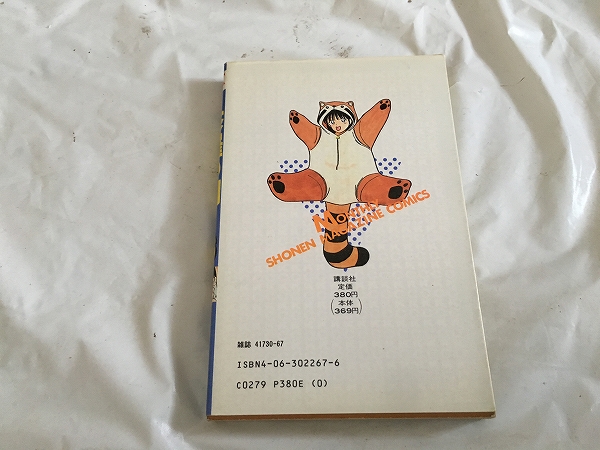 MONTHLY
SHONEN MAGAZINE COMICS
講談社
定価
380円
(本体
369円)
雑誌 41730-67
ISBN4-06-302267-6
C0279 P380E (0)